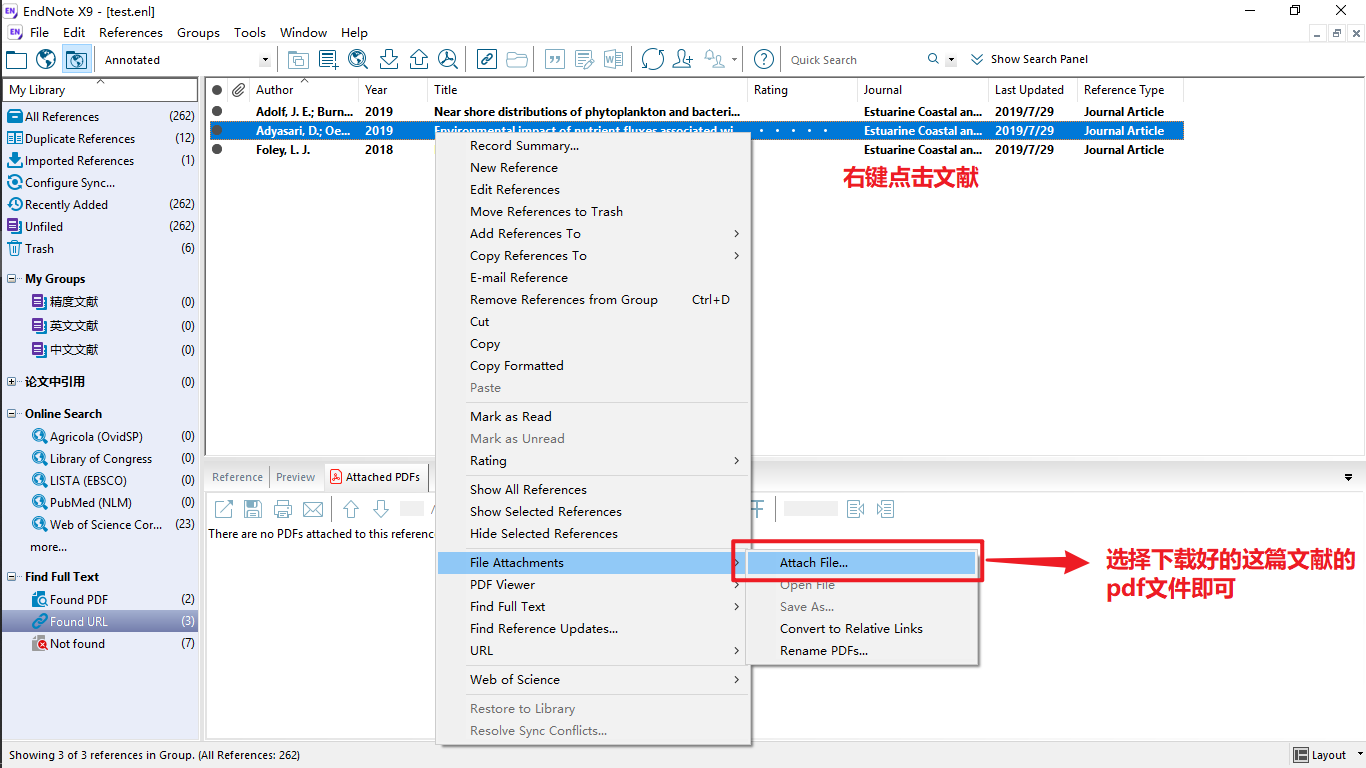 EndNote X9 - [test.enl]
File Edit References Groups Tools Window Help
Annotated
Quick Search
Show Search Panel
My Library
All References (262)
Duplicate References (12)
Imported References (1)
Configure Sync...
Recently Added (262)
Unfiled (262)
Trash (6)
My Groups
精度文献 (0)
英文文献 (0)
中文文献 (0)
论文中引用 (0)
Online Search
Agricola (OvidSP) (0)
Library of Congress (0)
LISTA (EBSCO) (0)
PubMed (NLM) (0)
Web of Science Cor... (23)
more...
Find Full Text
Found PDF (2)
Found URL (3)
Not found (7)
Author Year Title Rating Journal Last Updated Reference Type
Adolf, J. E.; Burn... 2019 Near shore distributions of phytoplankton and bacteri... Estuarine Coastal an... 2019/7/29 Journal Article
Adyasari, D.; Oe... 2019 Environmental impact of nutrient fluxes associated wi... Estuarine Coastal an... 2019/7/29 Journal Article
Foley, L. J. 2018 Estuarine Coastal an... 2019/7/29 Journal Article
右键点击文献
Record Summary...
New Reference
Edit References
Move References to Trash
Add References To
Copy References To
E-mail Reference
Remove References from Group Ctrl+D
Cut
Copy
Copy Formatted
Paste
Mark as Read
Mark as Unread
Rating
Show All References
Show Selected References
Hide Selected References
File Attachments
PDF Viewer
Find Full Text
Find Reference Updates...
URL
Web of Science
Restore to Library
Resolve Sync Conflicts...
Attach File...
Open File
Save As...
Convert to Relative Links
Rename PDFs...
选择下载好的这篇文献的
pdf文件即可
Reference Preview Attached PDFs
There are no PDFs attached to this referenc
Showing 3 of 3 references in Group. (All References: 262)
Layout